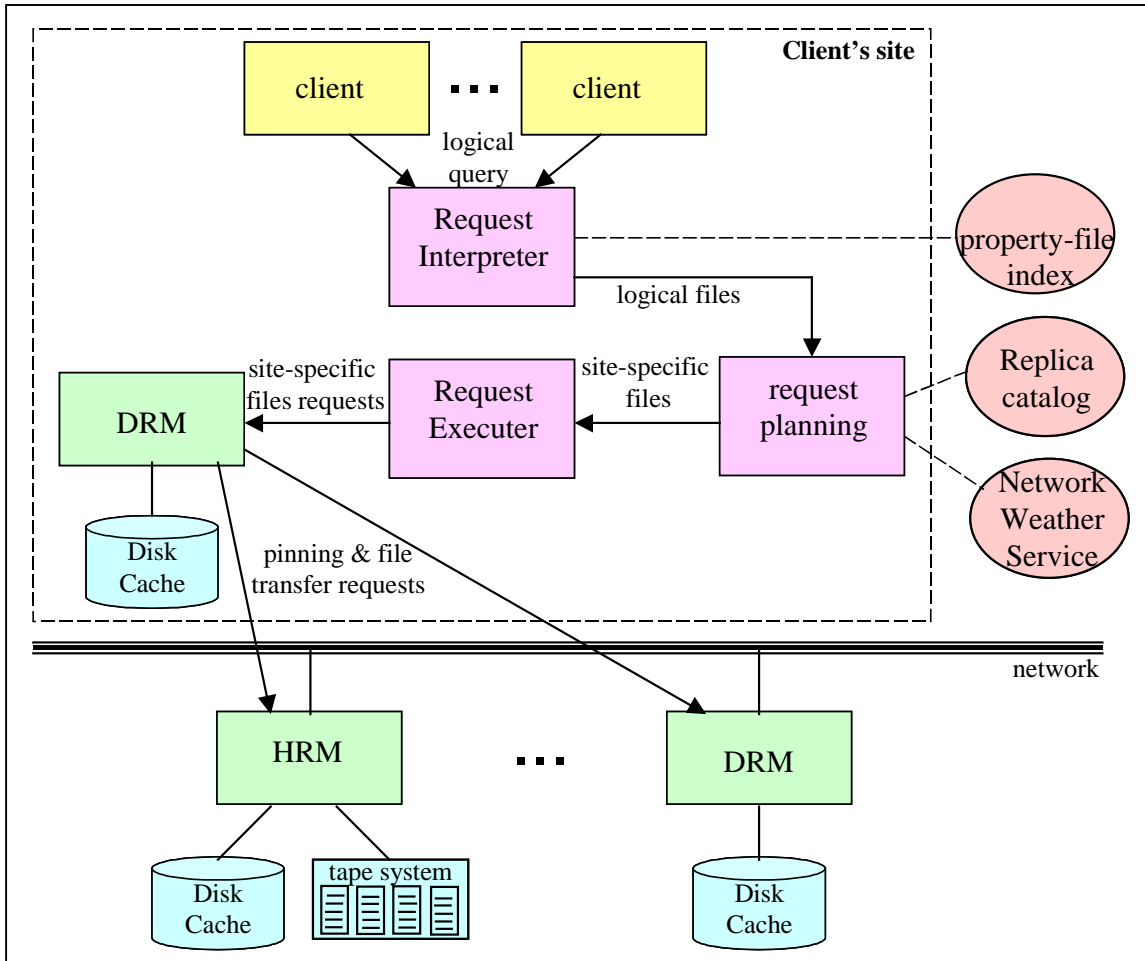 Client's site
client
client
logical
query
Request
Interpreter
property-file
index
logical files
site-specific
files requests
Request
Executer
site-specific
files
request
planning
Replica
catalog
DRM
Network
Weather
Service
Disk
Cache
pinning & file
transfer requests
network
HRM
DRM
Disk
Cache
tape system
Disk
Cache